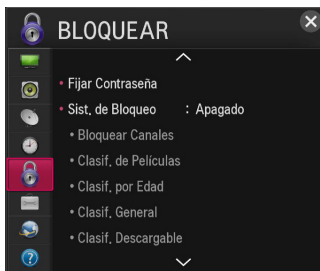 BLOQUEAR
• Fijar Contraseña
• Sist. de Bloqueo : Apagado
• Bloquear Canales
• Clasif. de Películas
• Clasif. por Edad
• Clasif. General
• Clasif. Descargable